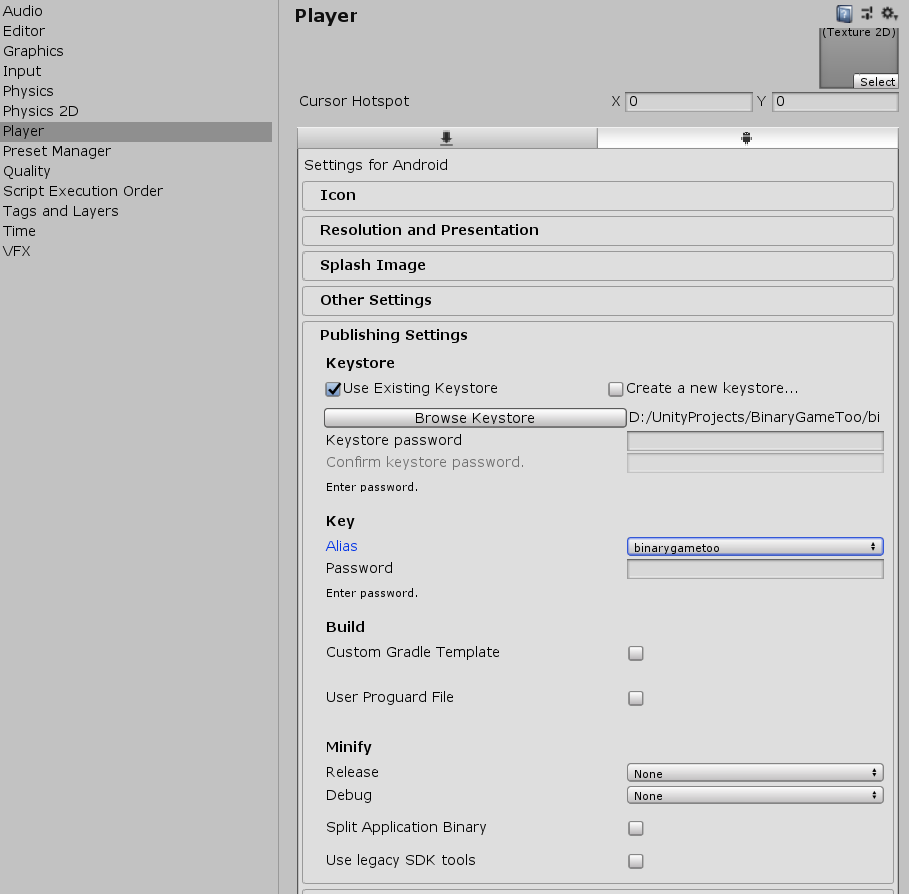 Audio
Editor
Graphics
Input
Physics
Physics 2D
Player
Preset Manager
Quality
Script Execution Order
Tags and Layers
Time
VFX
Player
(Texture 2D)
Select
Cursor Hotspot X 0 Y 0
Settings for Android
Icon
Resolution and Presentation
Splash Image
Other Settings
Publishing Settings
Keystore
Use Existing Keystore Create a new keystore...
Browse Keystore D:/UnityProjects/BinaryGameToo/bi
Keystore password
Confirm keystore password.
Enter password.
Key
Alias binarygametoo
Password
Enter password.
Build
Custom Gradle Template
User Proguard File
Minify
Release None
Debug None
Split Application Binary
Use legacy SDK tools